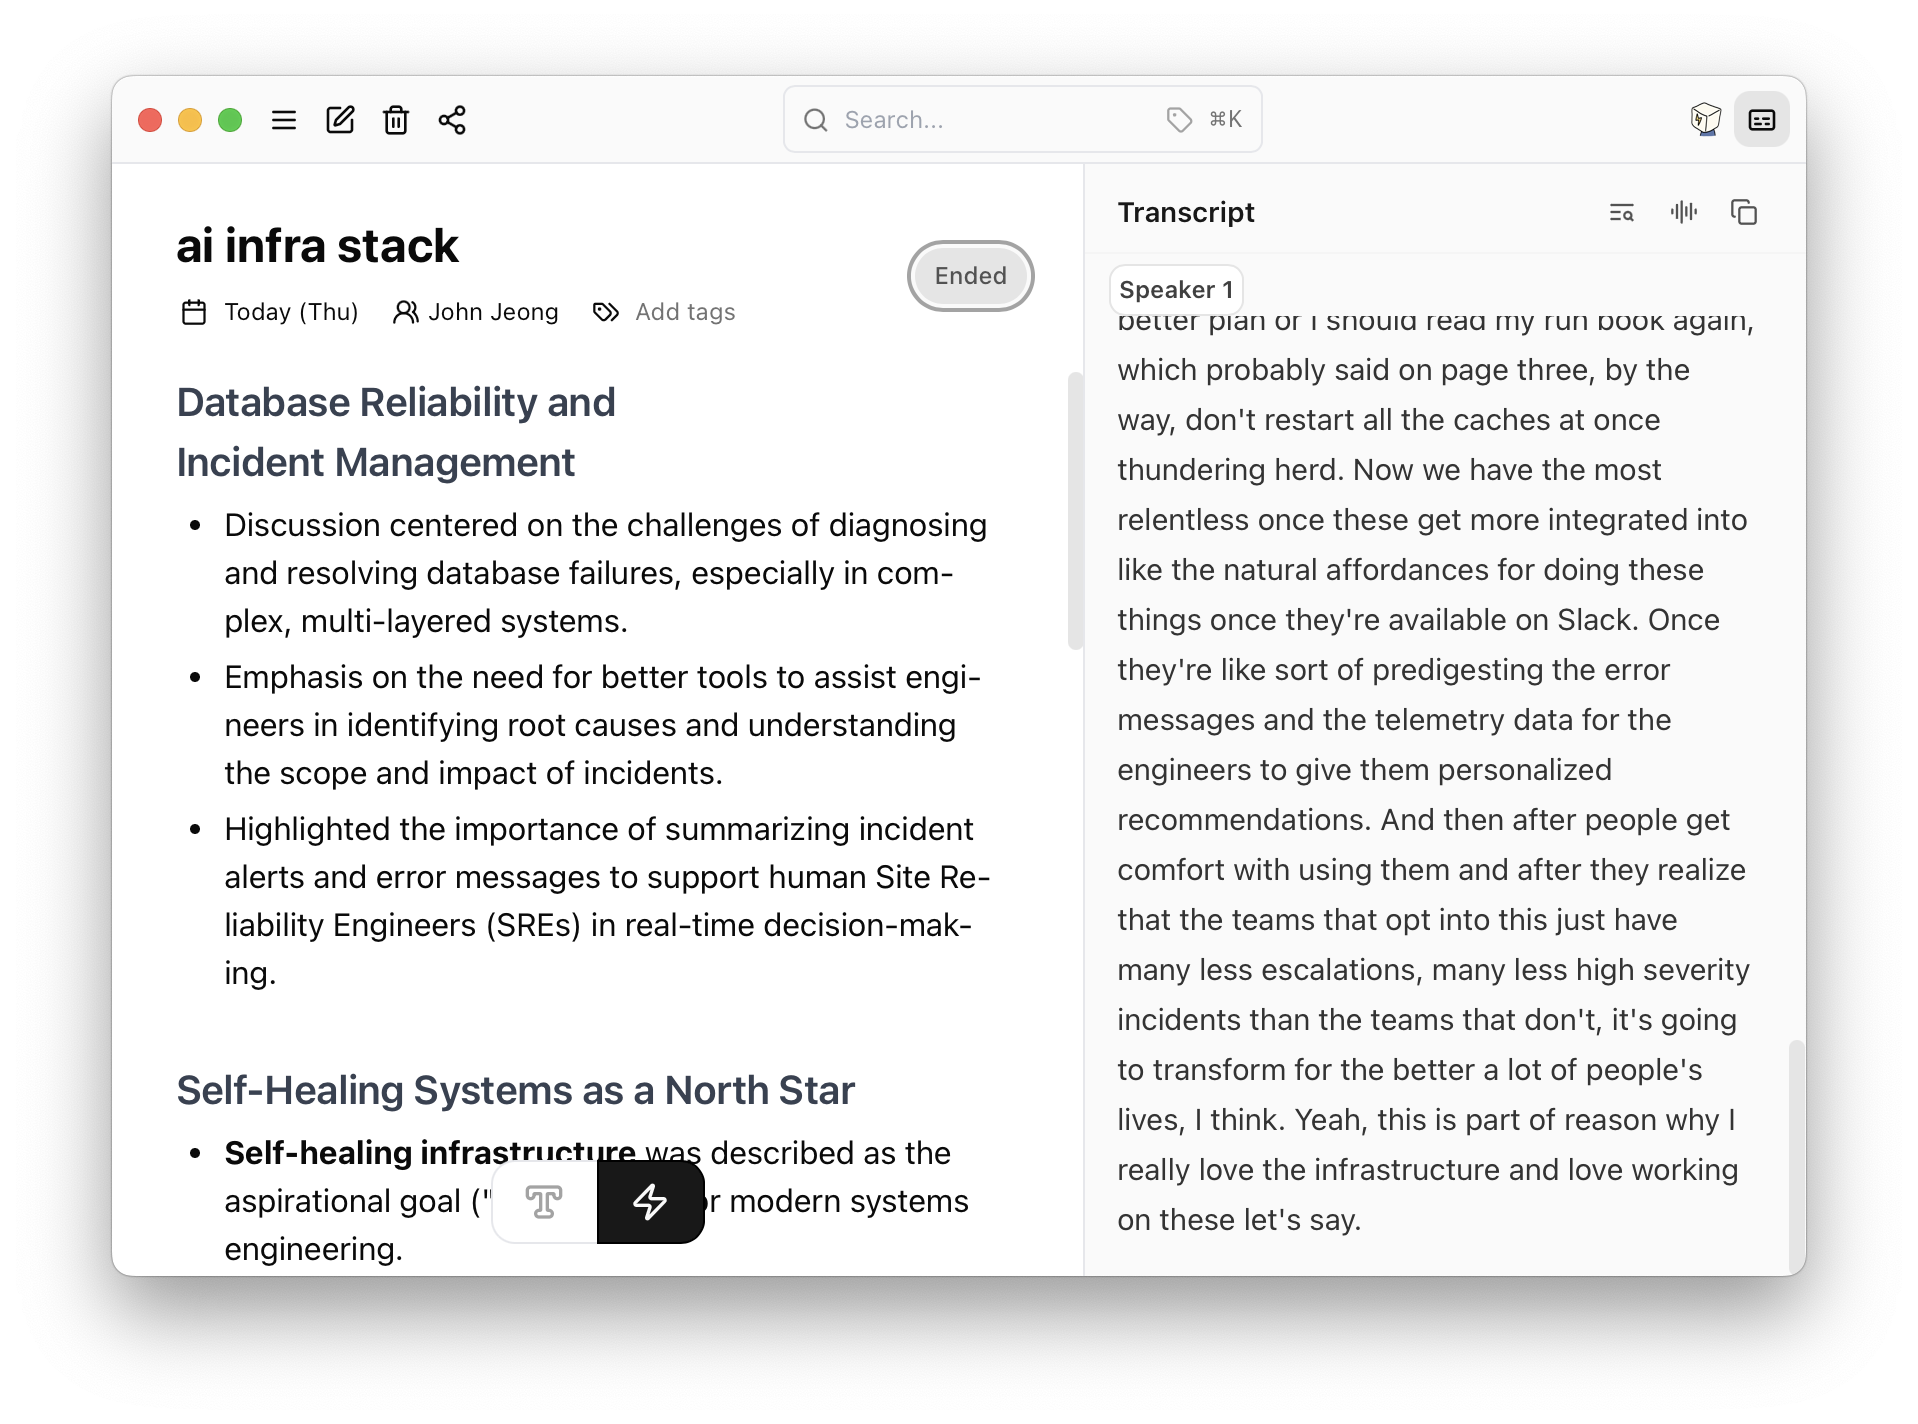 Search...
⌘K
ai infra stack
Ended
Today (Thu)
John Jeong
Add tags
Database Reliability and
Incident Management
• Discussion centered on the challenges of diagnosing
and resolving database failures, especially in com-
plex, multi-layered systems.
• Emphasis on the need for better tools to assist engi-
neers in identifying root causes and understanding
the scope and impact of incidents.
• Highlighted the importance of summarizing incident
alerts and error messages to support human Site Re-
liability Engineers (SREs) in real-time decision-mak-
ing.
Self-Healing Systems as a North Star
• Self-healing infrastructure was described as the
aspirational goal (" r modern systems
engineering.
Transcript
Speaker 1
better plan or I should read my run book again,
which probably said on page three, by the
way, don't restart all the caches at once
thundering herd. Now we have the most
relentless once these get more integrated into
like the natural affordances for doing these
things once they're available on Slack. Once
they're like sort of predigesting the error
messages and the telemetry data for the
engineers to give them personalized
recommendations. And then after people get
comfort with using them and after they realize
that the teams that opt into this just have
many less escalations, many less high severity
incidents than the teams that don't, it's going
to transform for the better a lot of people's
lives, I think. Yeah, this is part of reason why I
really love the infrastructure and love working
on these let's say.